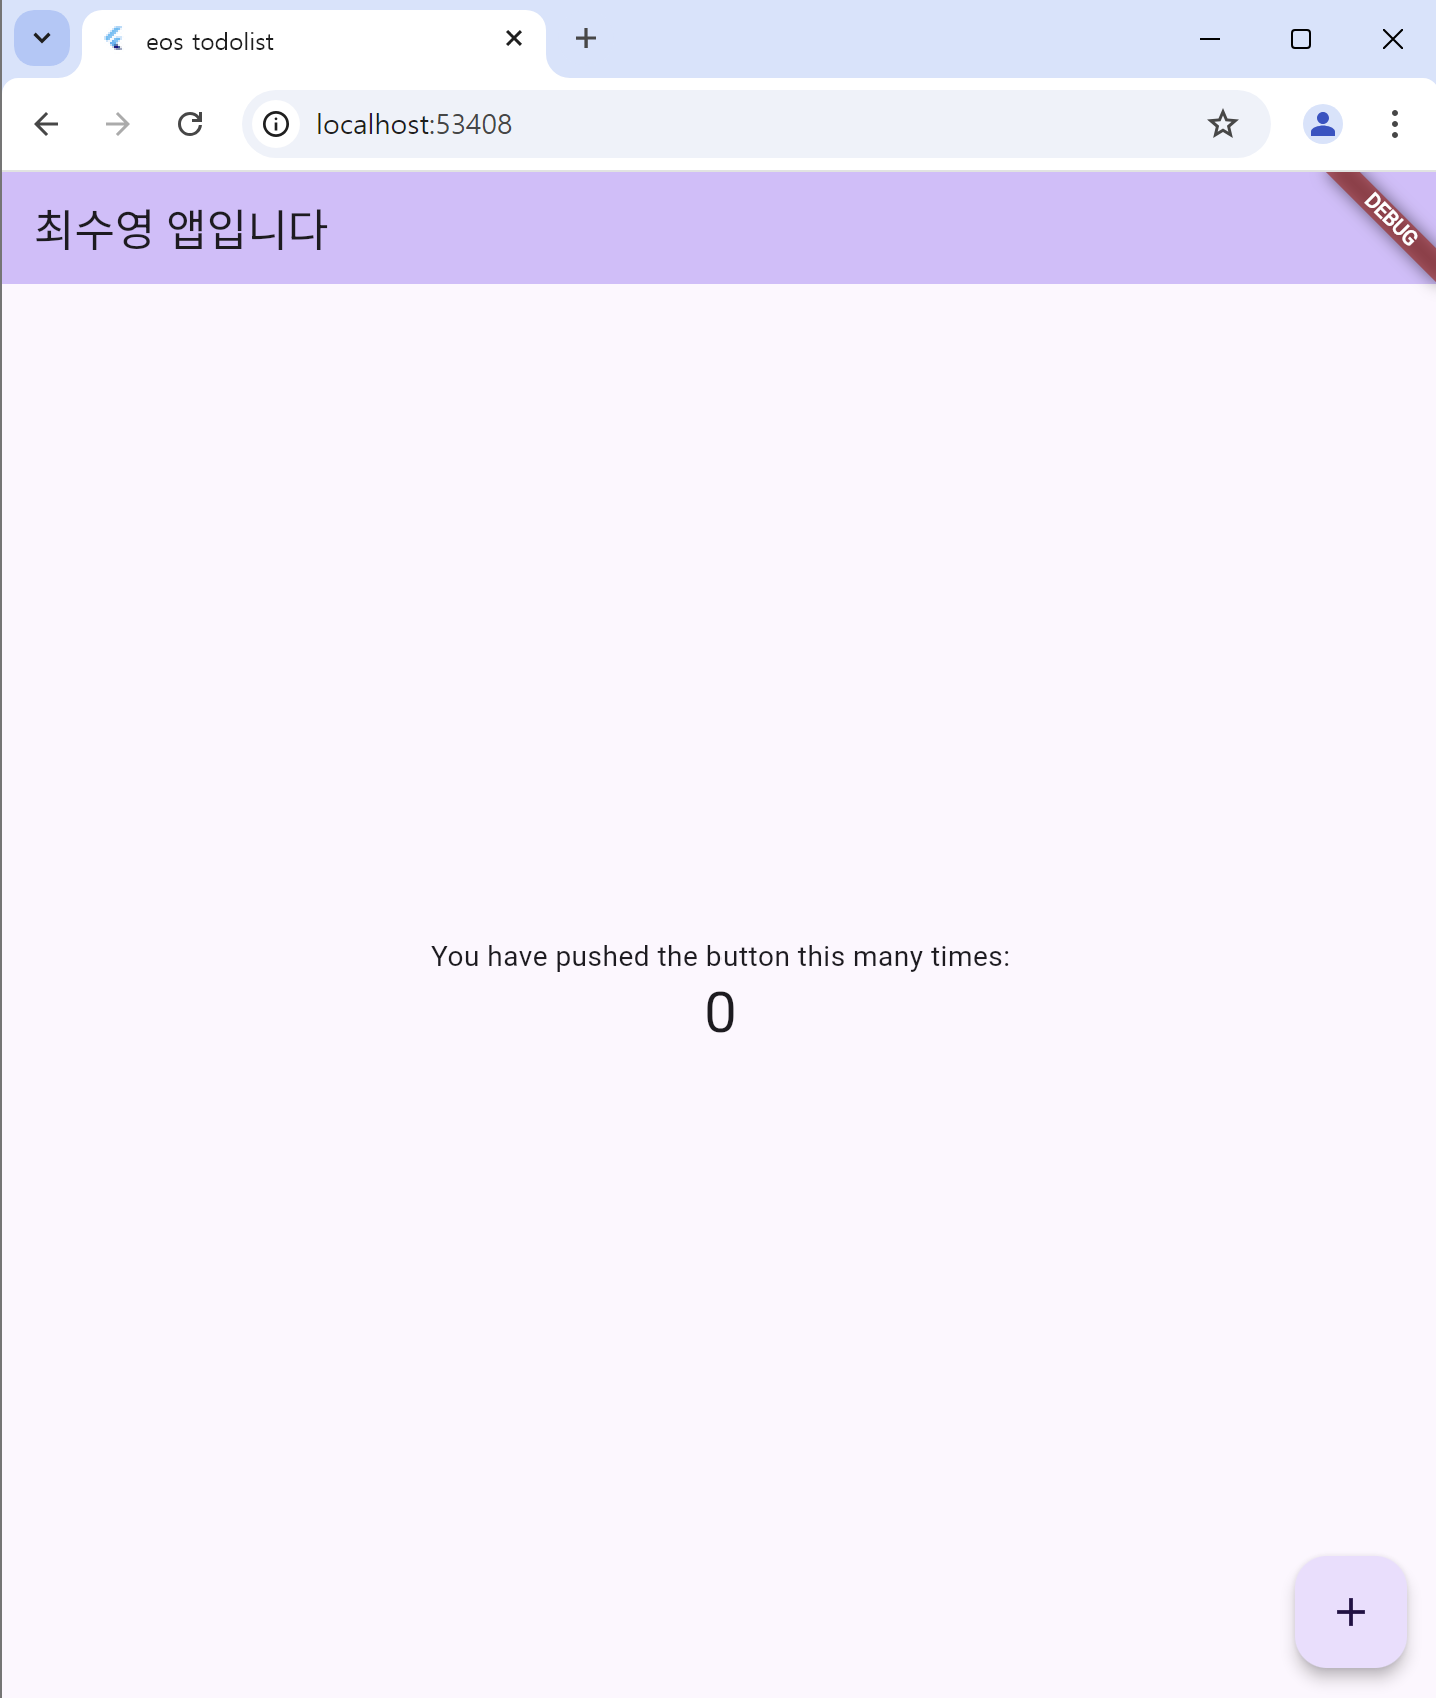 eos todolist
localhost:53408
최수영 앱입니다
DEBUG
You have pushed the button this many times:
0